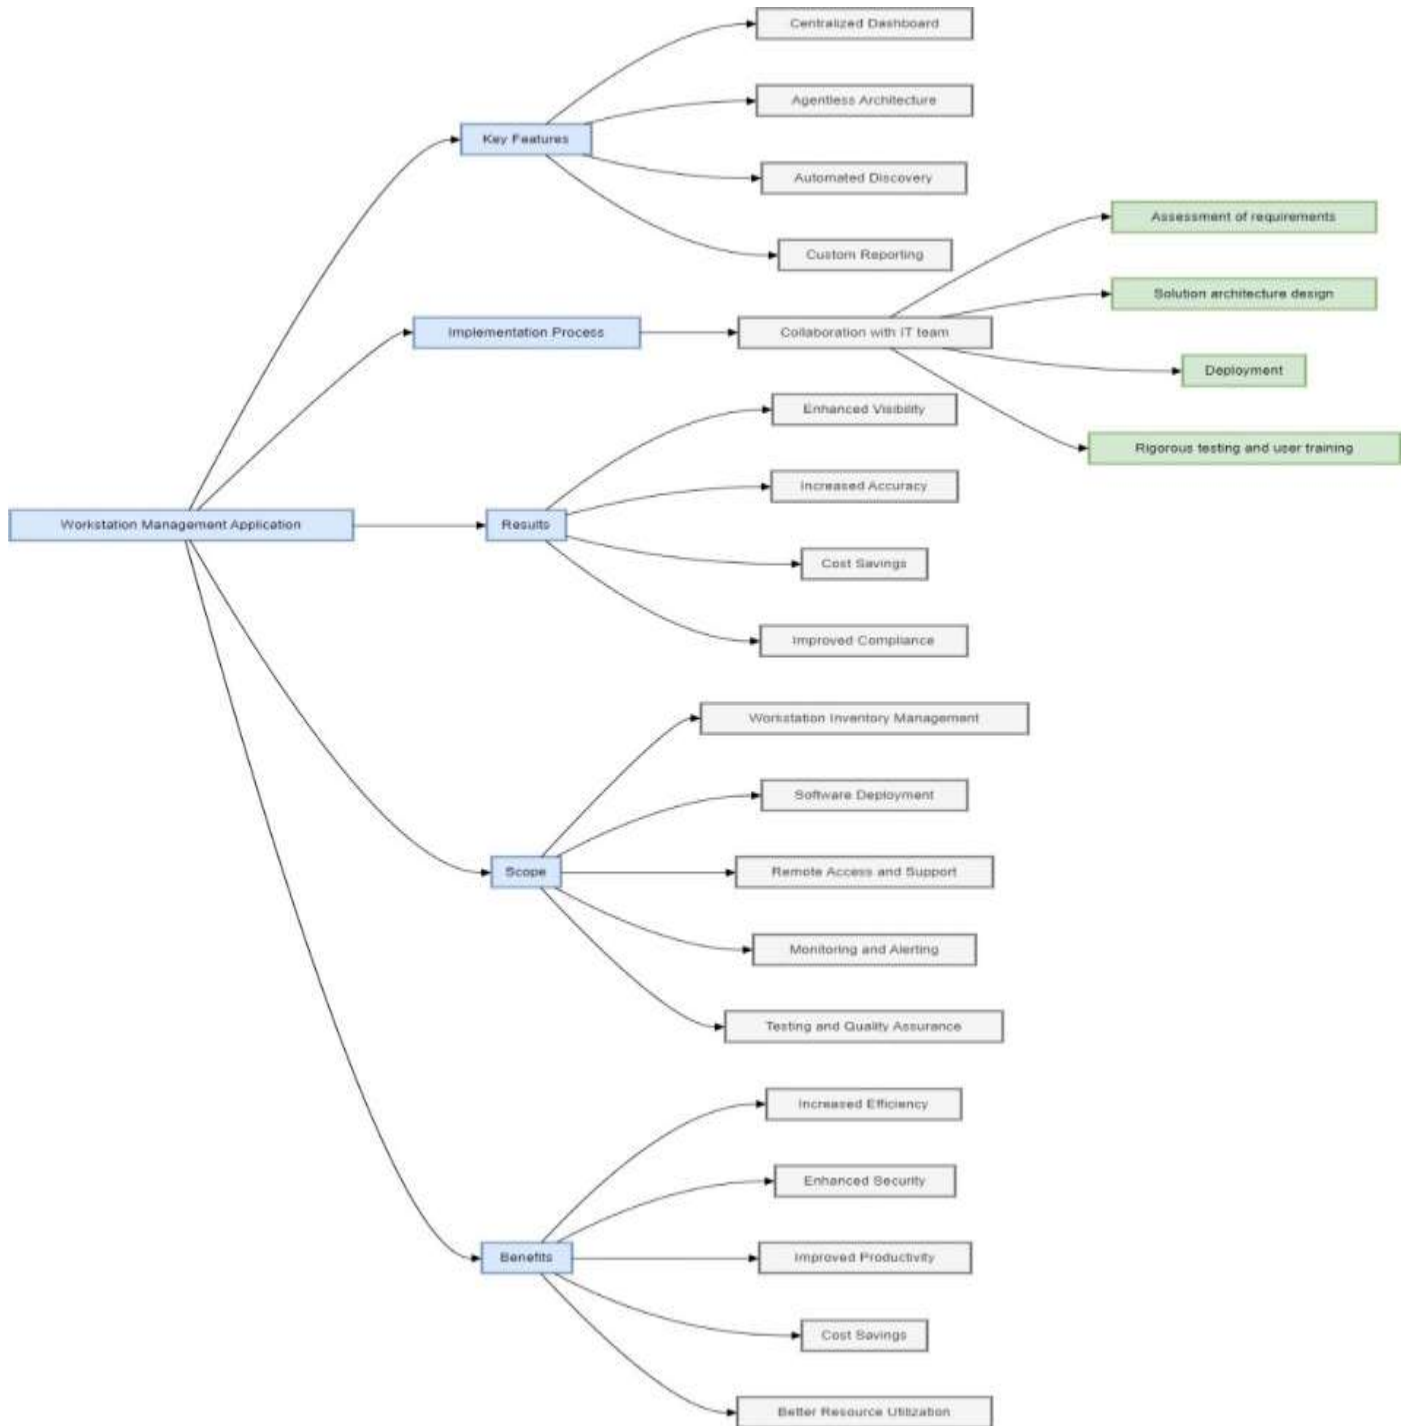 Centralized Dashboard
Agentless Architecture
Key Features
Automated Discovery
Assessment of requirements
Custom Reporting
Solution architecture design
Implementation Process
Collaboration with IT team
Deployment
Enhanced Visibility
Rigorous testing and user training
Increased Accuracy
Workstation Management Application
Results
Cost Savings
Improved Compliance
Workstation Inventory Management
Software Deployment
Scope
Remote Access and Support
Monitoring and Alerting
Testing and Quality Assurance
Increased Efficiency
Enhanced Security
Benefits
Improved Productivity
Cost Savings
Better Resource Utilization